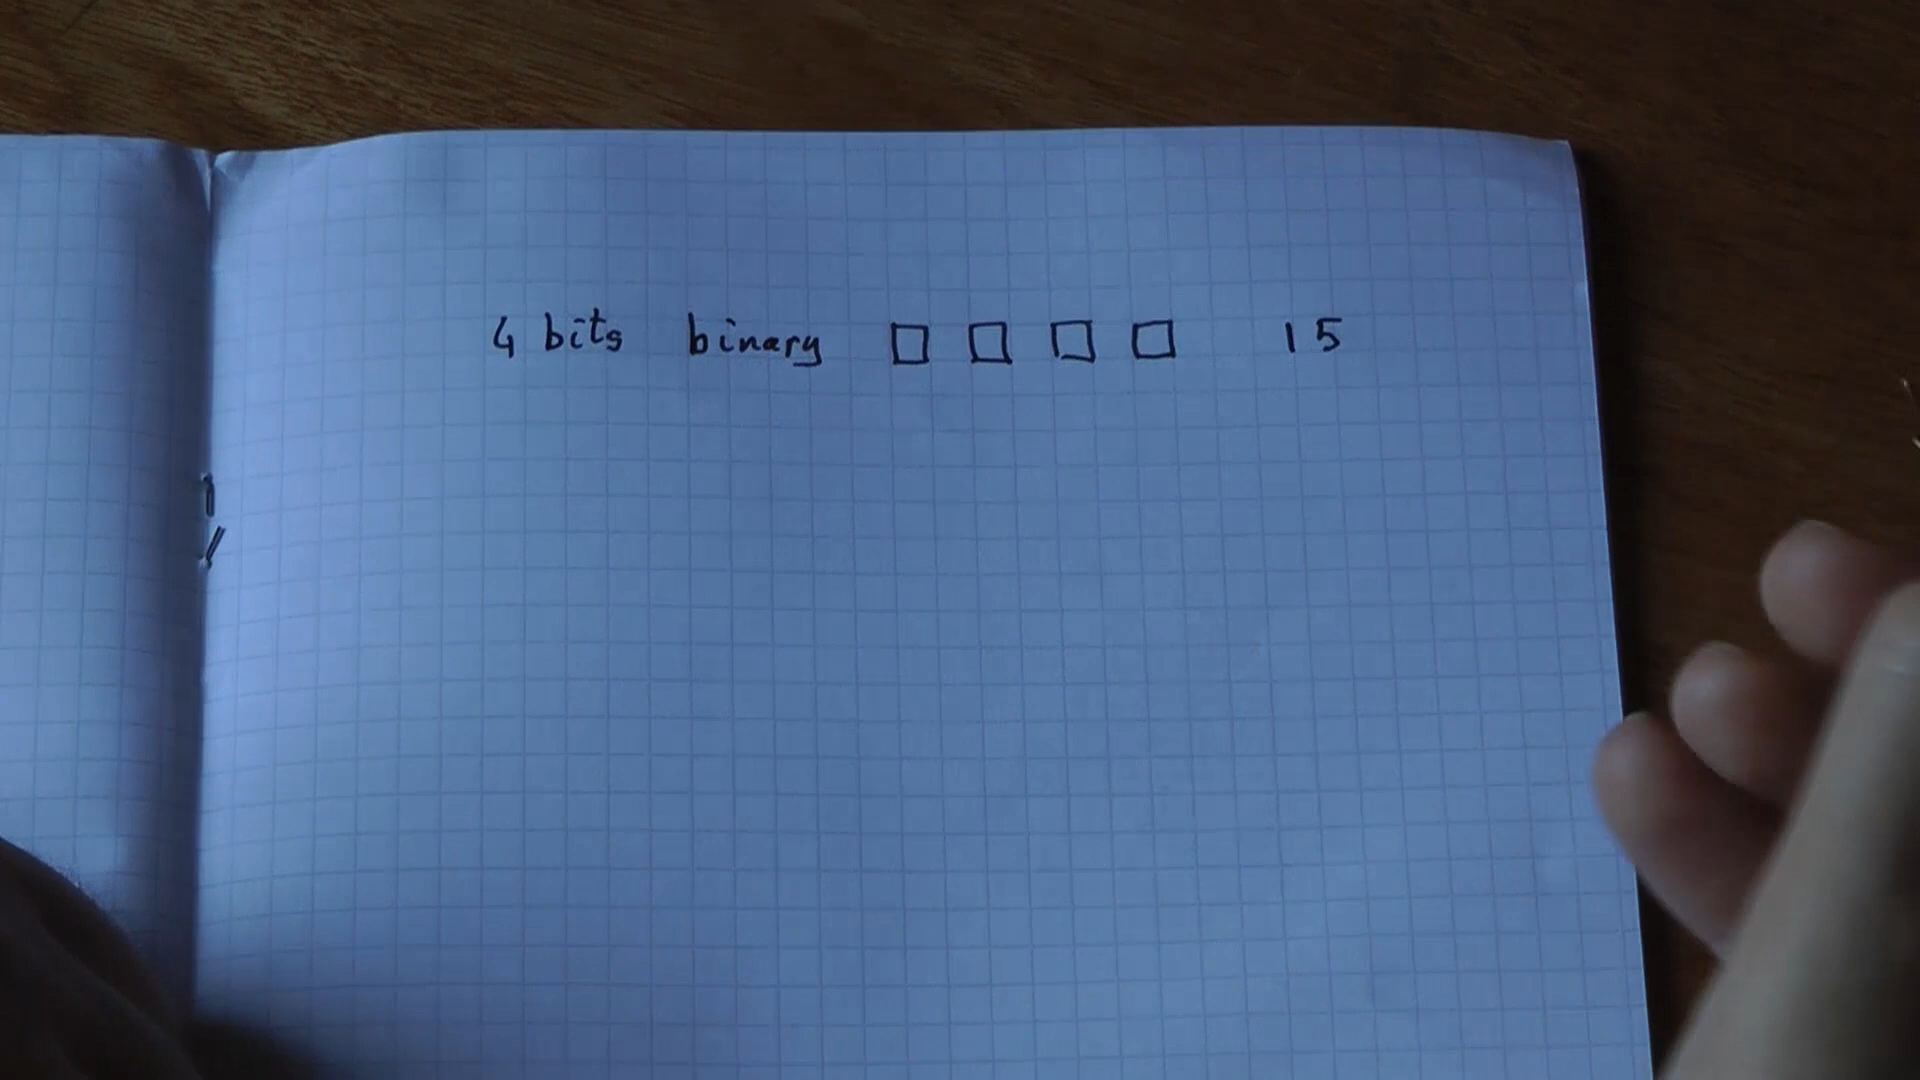 4 bits binary □ □ □ □ 15